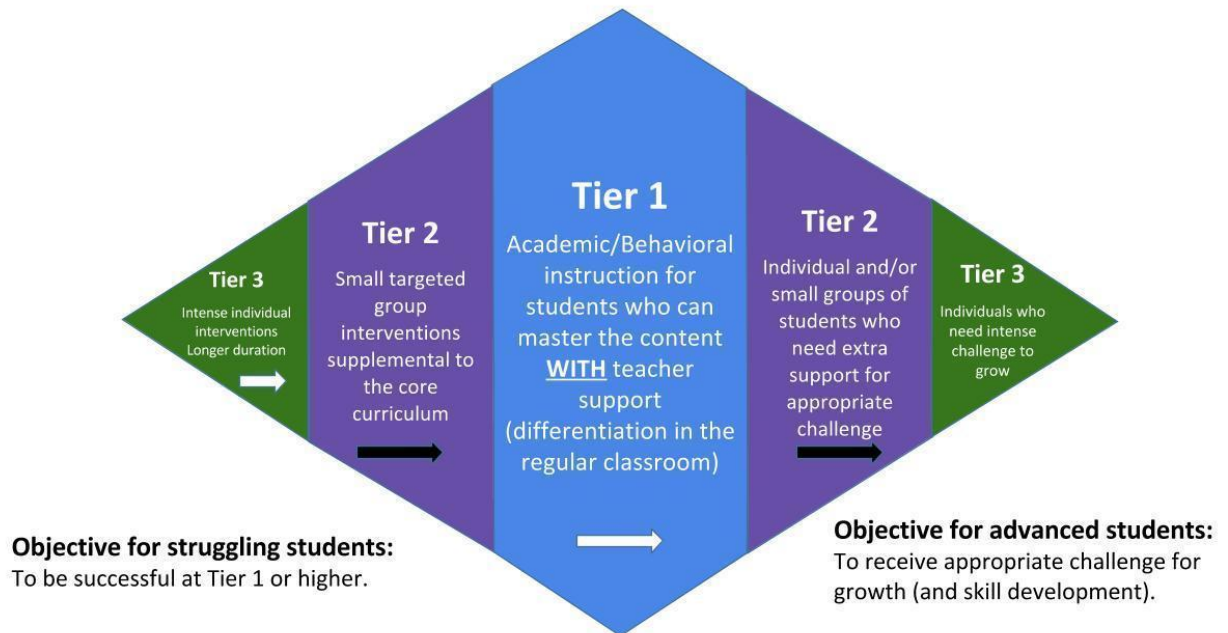 Tier 3
Intense individual
interventions
Longer duration
Tier 2
Small targeted
group
interventions
supplemental to
the core
curriculum
Tier 1
Academic/Behavioral
instruction for
students who can
master the content
WITH teacher
support
(differentiation in the
regular classroom)
Tier 2
Individual and/or
small groups of
students who
need extra
support for
appropriate
challenge
Tier 3
Individuals who
need intense
challenge to
grow
Objective for struggling students:
To be successful at Tier 1 or higher.
Objective for advanced students:
To receive appropriate challenge for
growth (and skill development).